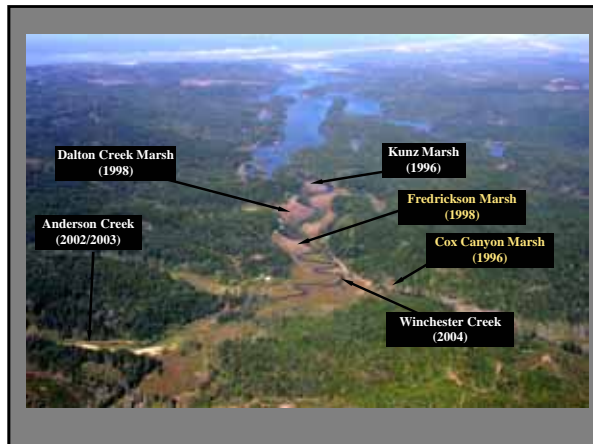 Dalton Creek Marsh
(1998)
Kunz Marsh
(1996)
Fredrickson Marsh
(1998)
Anderson Creek
(2002/2003)
Cox Canyon Marsh
(1996)
Winchester Creek
(2004)